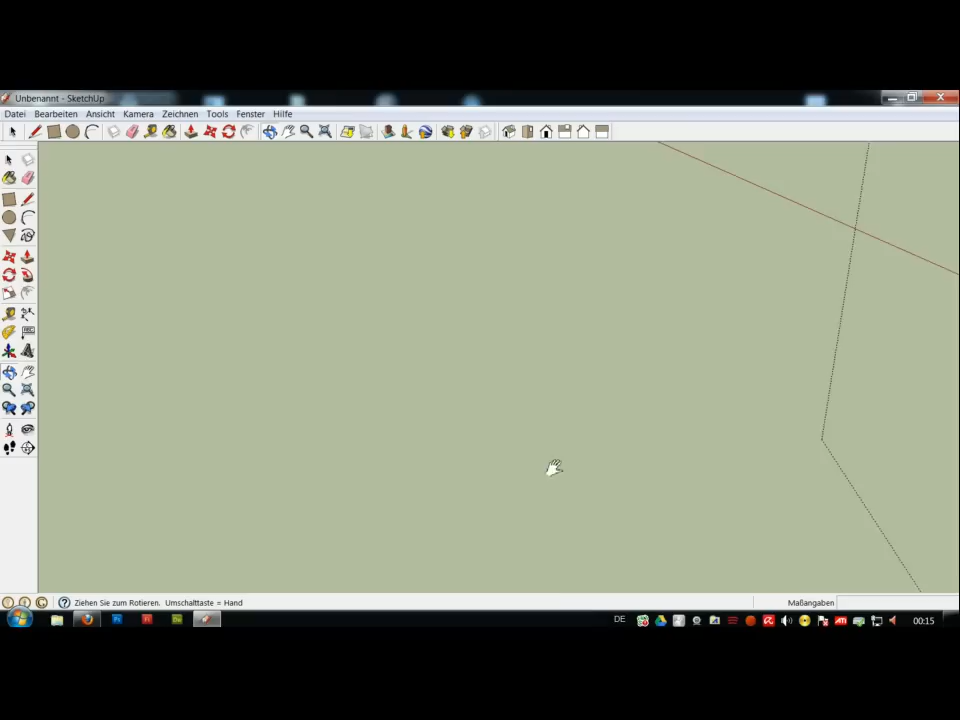 Unbenannt - SketchUp
Datei Bearbeiten Ansicht Kamera Zeichnen Tools Fenster Hilfe
Ziehen Sie zum Rotieren. Umschalttaste = Hand
Maßangaben
DE
00:15